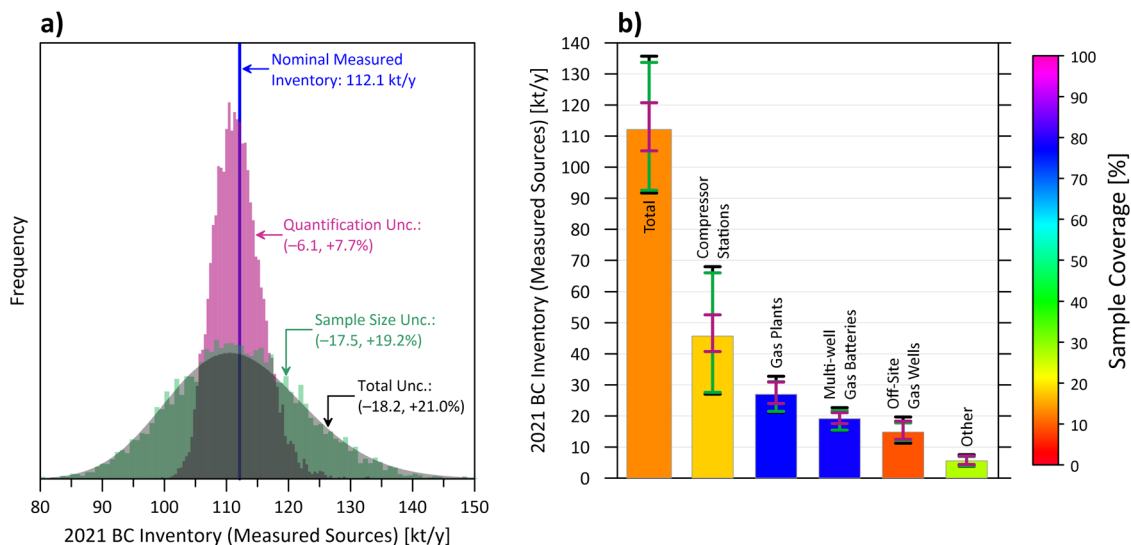 a)
Nominal Measured
Inventory: 112.1 kt/y
Quantification Unc.:
(–6.1, +7.7%)
Sample Size Unc.:
(–17.5, +19.2%)
Total Unc.:
(–18.2, +21.0%)
Frequency
80 90 100 110 120 130 140 150
2021 BC Inventory (Measured Sources) [kt/y]
b)
2021 BC Inventory (Measured Sources) [kt/y]
140
130
120
110
100
90
80
70
60
50
40
30
20
10
0
Total
Compressor
Stations
Gas Plants
Multi-well
Gas Batteries
Off-Site
Gas Wells
Other
100
90
80
70
60
50
40
30
20
10
0
Sample Coverage [%]